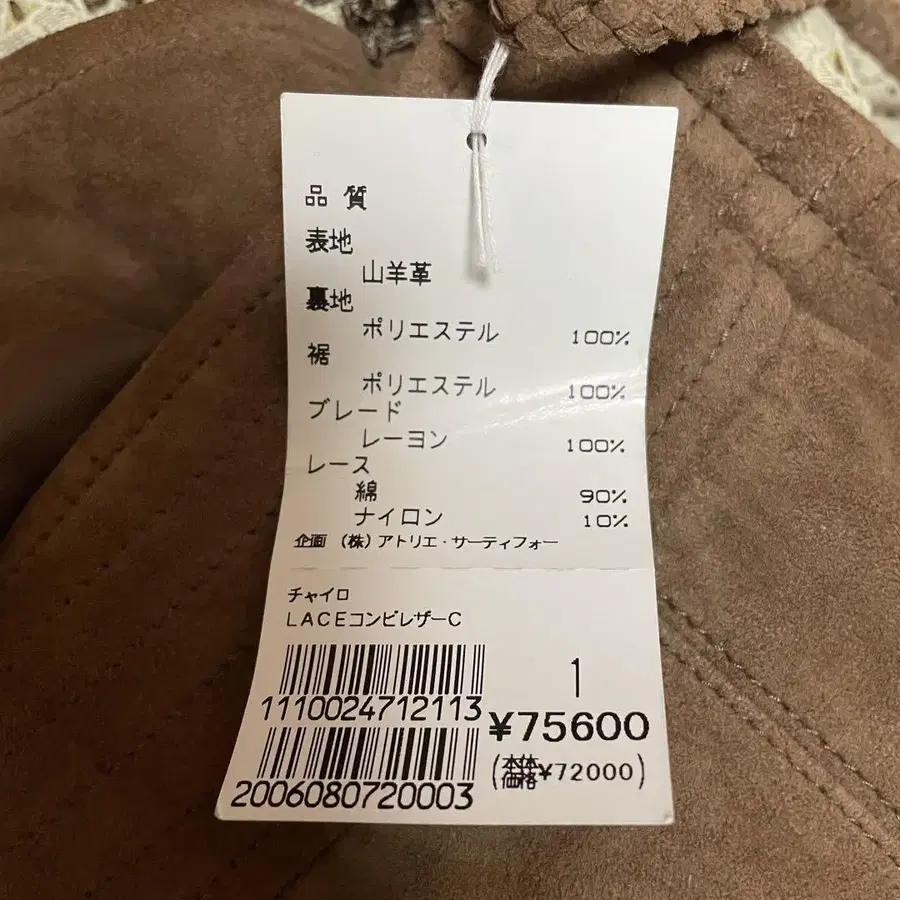 品質
表地
山羊革
裏地
ポリエステル 100%
裾
ポリエステル 100%
ブレード
レーヨン 100%
レース
綿 90%
ナイロン 10%
企画 (株)アトリエ・サーティフォー
チャイロ
LACEコンビレザーC
1
1110024712113
¥75600
(本体価格¥72000)
2006080720003